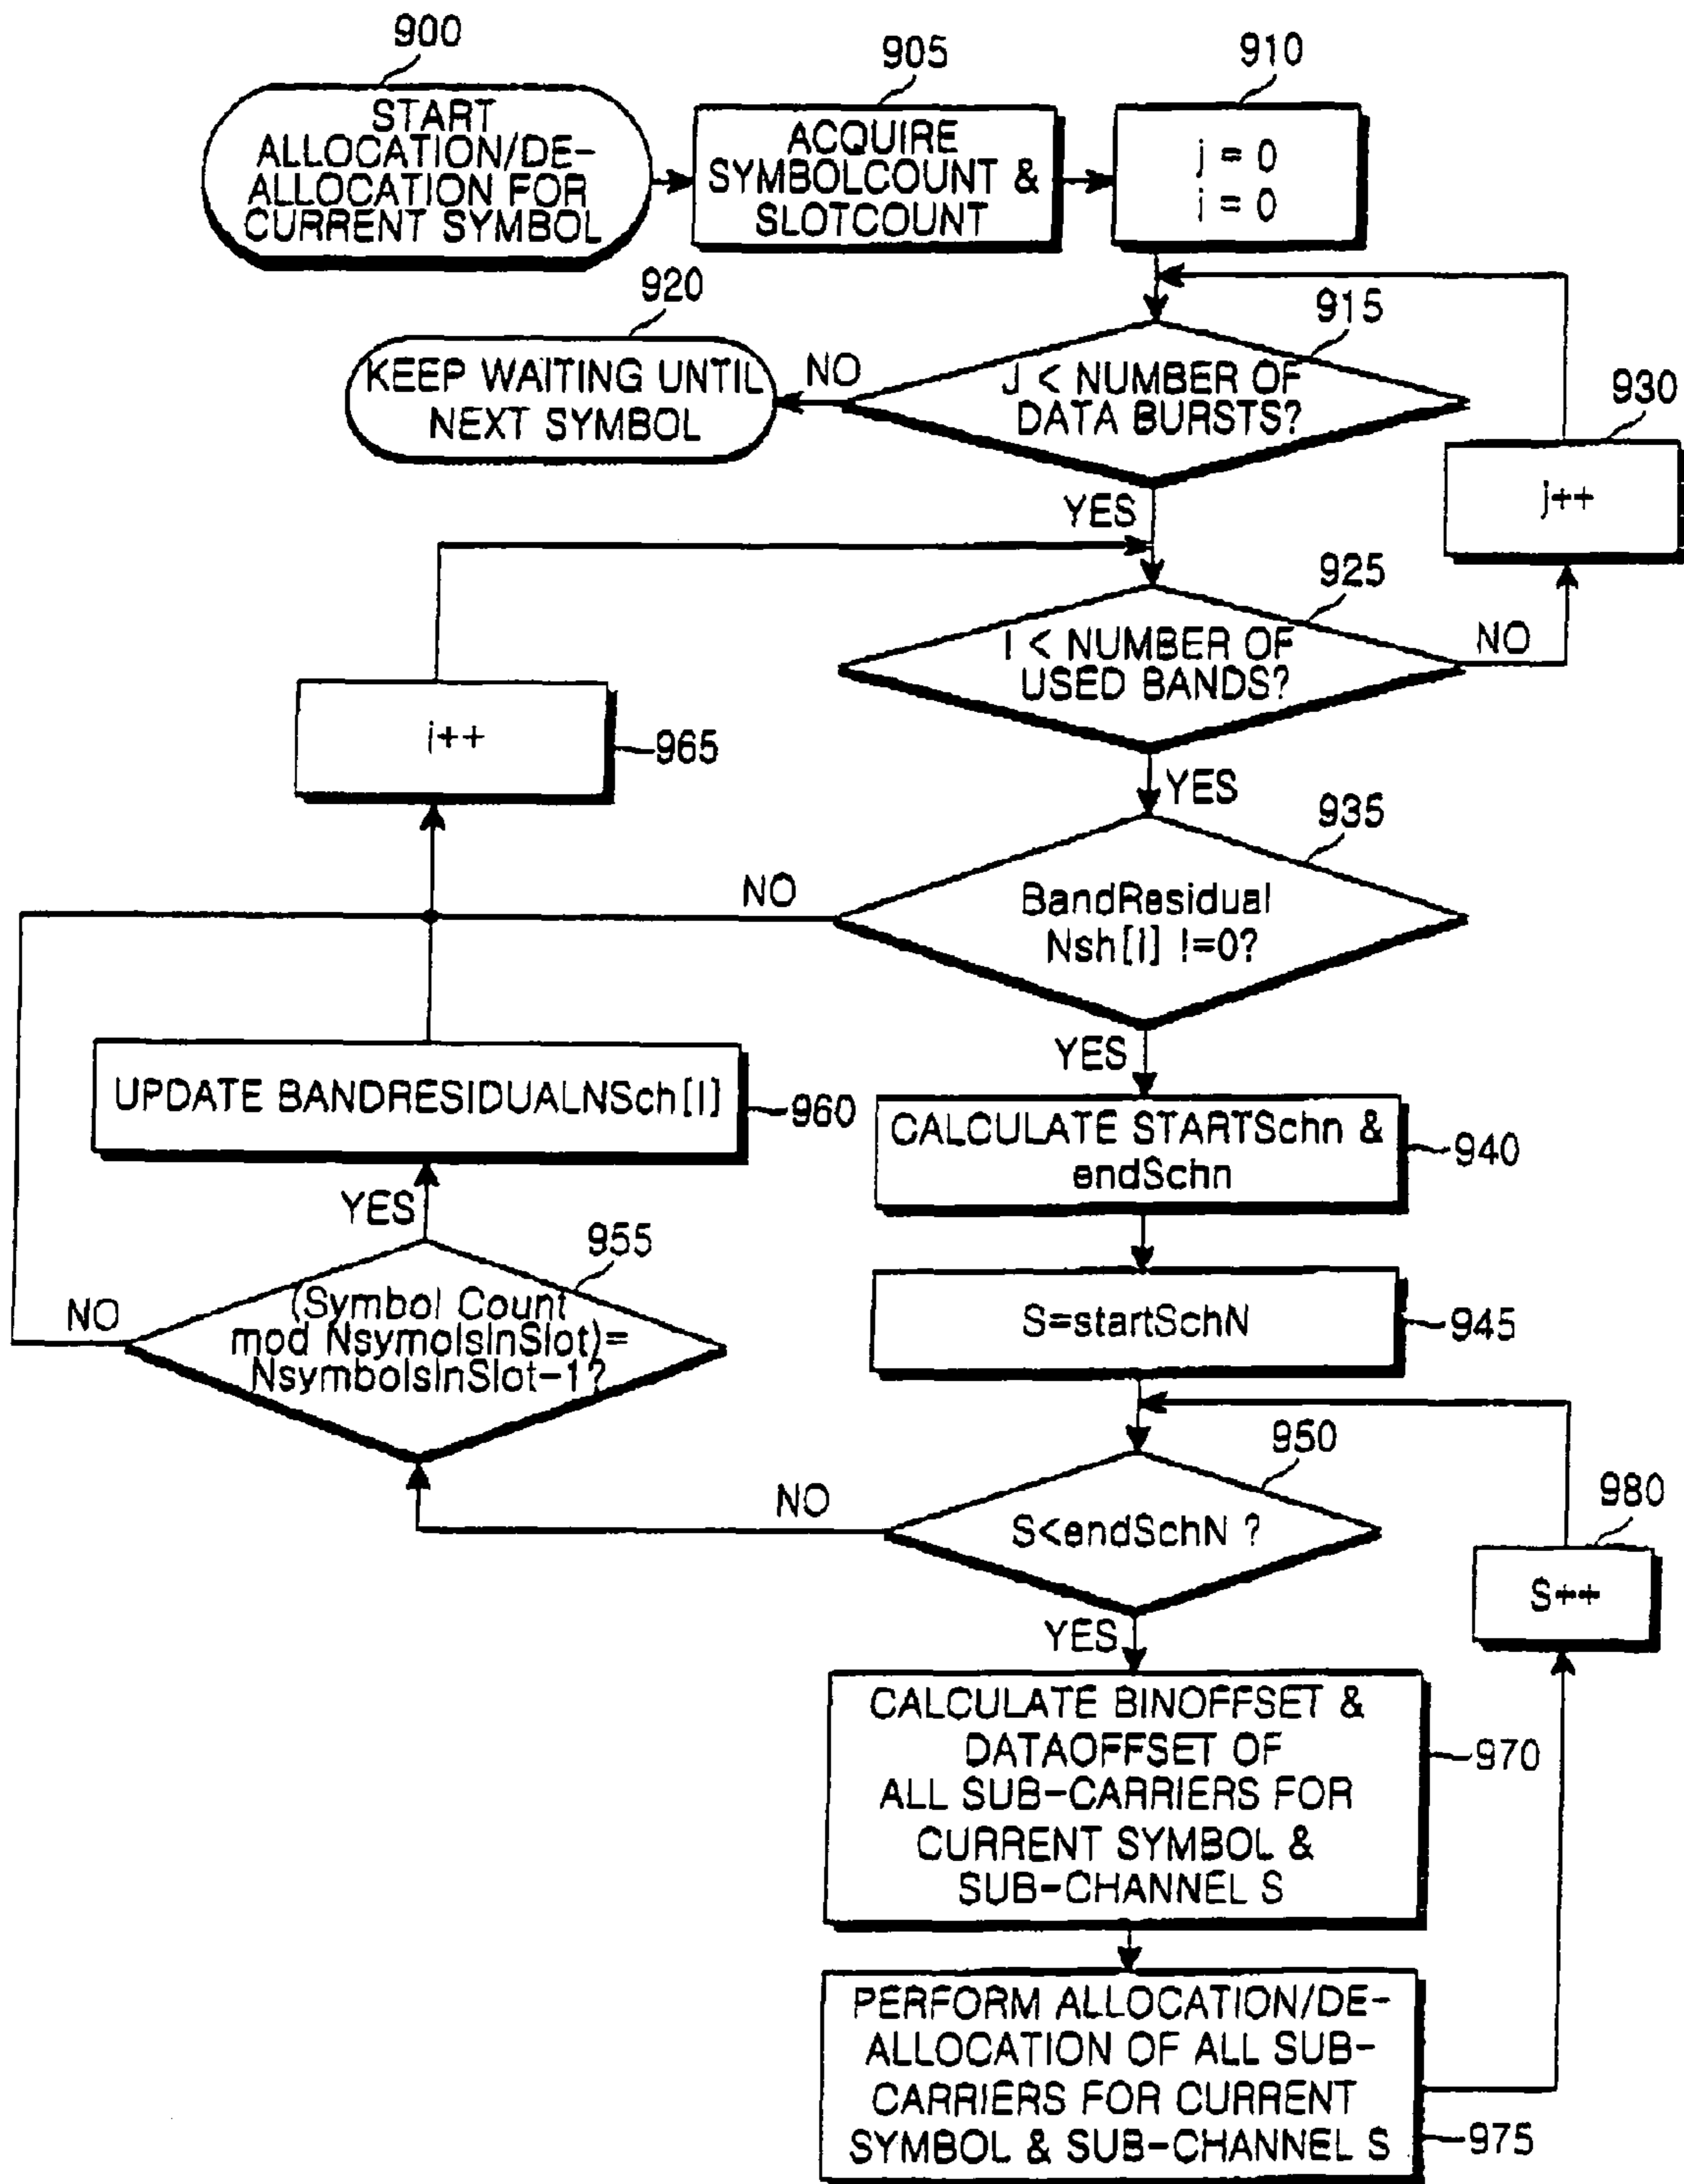 900
START
ALLOCATION/DE-
ALLOCATION FOR
CURRENT SYMBOL
905
ACQUIRE
SYMBOLCOUNT &
SLOTCOUNT
910
j = 0
i = 0
920
KEEP WAITING UNTIL
NEXT SYMBOL
NO
915
J < NUMBER OF
DATA BURSTS?
930
j++
YES
925
I < NUMBER OF
USED BANDS?
NO
i++
965
YES
935
BandResidual
Nsh[I] !=0?
NO
YES
UPDATE BANDRESIDUALNSch[I]
960
CALCULATE STARTSchn &
endSchn
940
YES
955
(Symbol Count
mod NsymolsInSlot)=
NsymbolsInSlot-1?
NO
S=startSchN
945
950
S<endSchN ?
NO
980
S++
YES
CALCULATE BINOFFSET &
DATAOFFSET OF
ALL SUB-CARRIERS FOR
CURRENT SYMBOL &
SUB-CHANNEL S
970
PERFORM ALLOCATION/DE-
ALLOCATION OF ALL SUB-
CARRIERS FOR CURRENT
SYMBOL & SUB-CHANNEL S
975